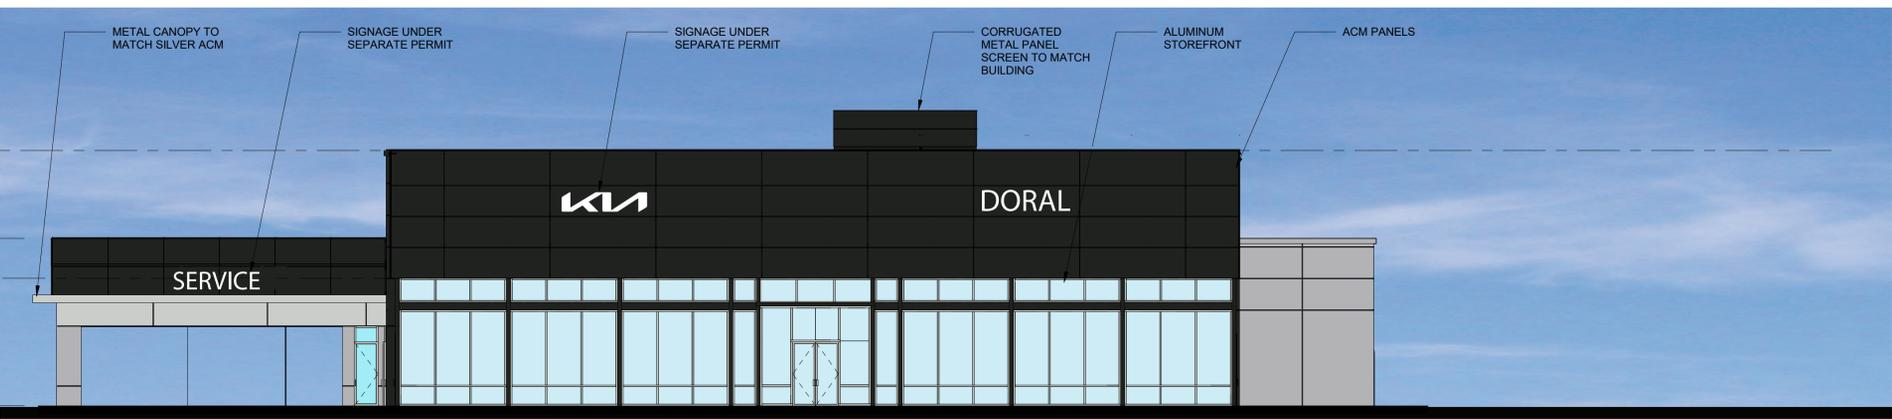 METAL CANOPY TO
MATCH SILVER ACM
SIGNAGE UNDER
SEPARATE PERMIT
SIGNAGE UNDER
SEPARATE PERMIT
CORRUGATED
METAL PANEL
SCREEN TO MATCH
BUILDING
ALUMINUM
STOREFRONT
ACM PANELS
KIA
DORAL
SERVICE